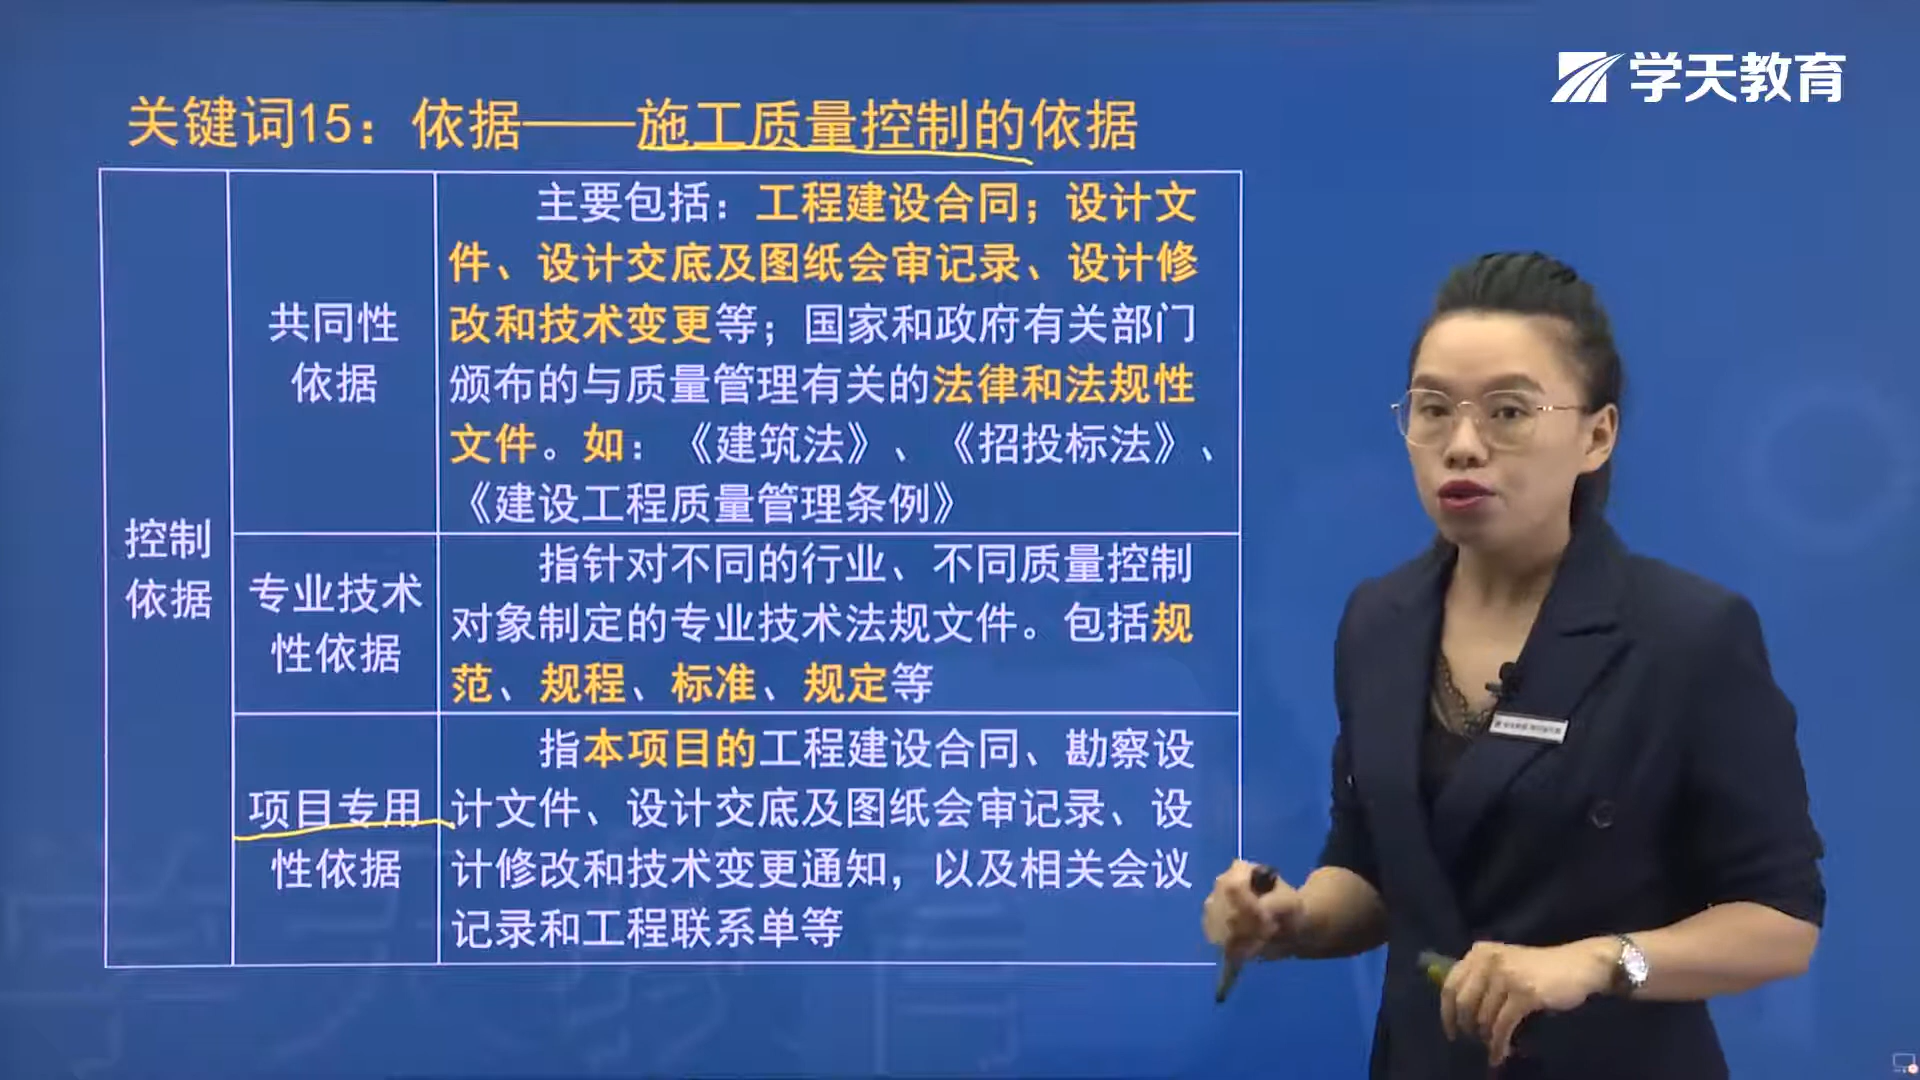 学天教育
关键词15：依据——施工质量控制的依据
控制
依据
共同性
依据
主要包括：工程建设合同；设计文
件、设计交底及图纸会审记录、设计修
改和技术变更等；国家和政府有关部门
颁布的与质量管理有关的法律和法规性
文件。如：《建筑法》、《招投标法》、
《建设工程质量管理条例》
专业技术
性依据
指针对不同的行业、不同质量控制
对象制定的专业技术法规文件。包括规
范、规程、标准、规定等
项目专用
性依据
指本项目的工程建设合同、勘察设
计文件、设计交底及图纸会审记录、设
计修改和技术变更通知，以及相关会议
记录和工程联系单等